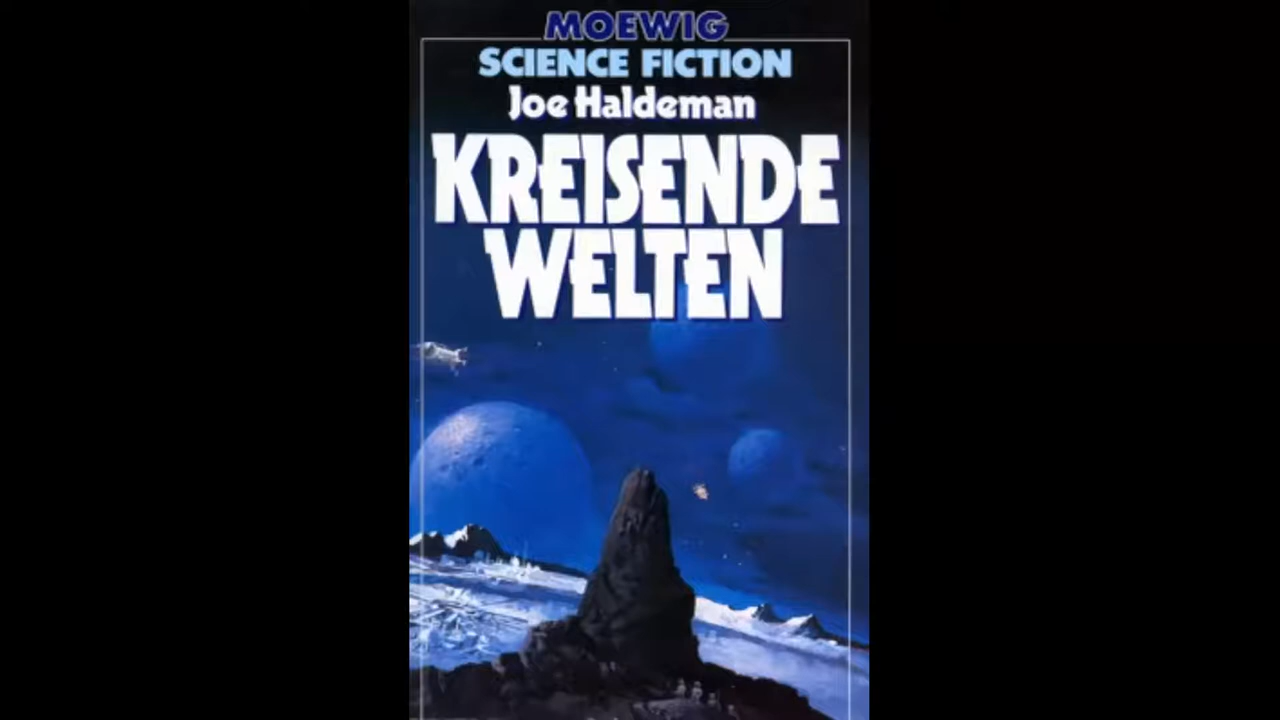 MOEWIG
SCIENCE FICTION
Joe Haldeman
KREISENDE
WELTEN